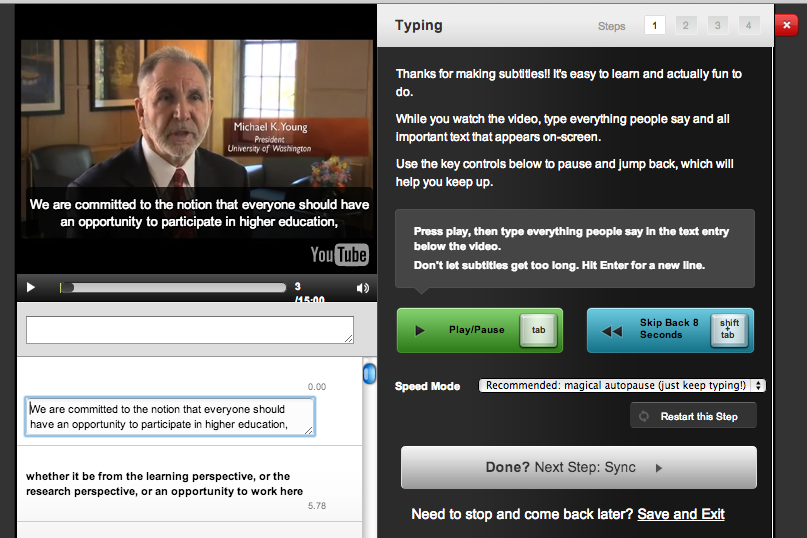 Michael K. Young
President
University of Washington
We are committed to the notion that everyone should have
an opportunity to participate in higher education,
YouTube
3
/15:00
0.00
We are committed to the notion that everyone should
have an opportunity to participate in higher education,
whether it be from the learning perspective, or the
research perspective, or an opportunity to work here
5.78
Typing
Steps 1 2 3 4
Thanks for making subtitles!! It's easy to learn and actually fun to
do.
While you watch the video, type everything people say and all
important text that appears on-screen.
Use the key controls below to pause and jump back, which will
help you keep up.
Press play, then type everything people say in the text entry
below the video.
Don't let subtitles get too long. Hit Enter for a new line.
Play/Pause tab
Skip Back 8
Seconds
shift
+
tab
Speed Mode Recommended: magical autopause (just keep typing!)
Restart this Step
Done? Next Step: Sync
Need to stop and come back later? Save and Exit